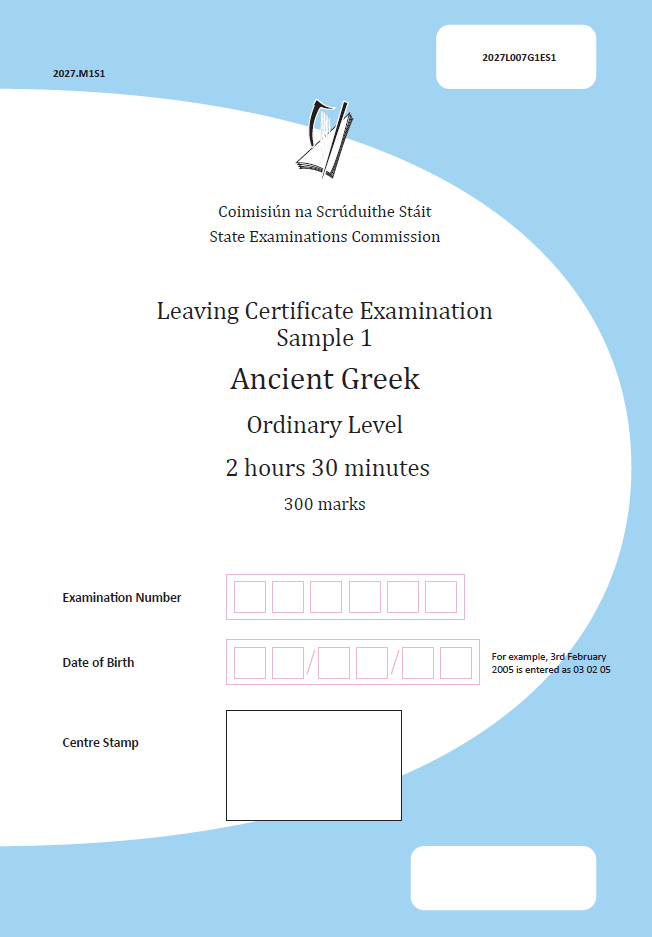 2027.M1S1
2027L007G1ES1
Coimisiún na Scrúduithe Stáit
State Examinations Commission
Leaving Certificate Examination
Sample 1
Ancient Greek
Ordinary Level
2 hours 30 minutes
300 marks
Examination Number
Date of Birth
/ /
For example, 3rd February
2005 is entered as 03 02 05
Centre Stamp